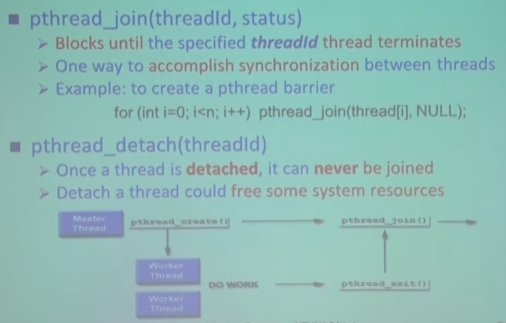 pthread_join(threadId, status)
Blocks until the specified threadId thread terminates
One way to accomplish synchronization between threads
Example: to create a pthread barrier
for (int i=0; i<n; i++) pthread_join(thread[i], NULL);
pthread_detach(threadId)
Once a thread is detached, it can never be joined
Detach a thread could free some system resources
Master
Thread
pthread_create()
pthread_join()
Worker
Thread
DO WORK
pthread_exit()
Worker
Thread